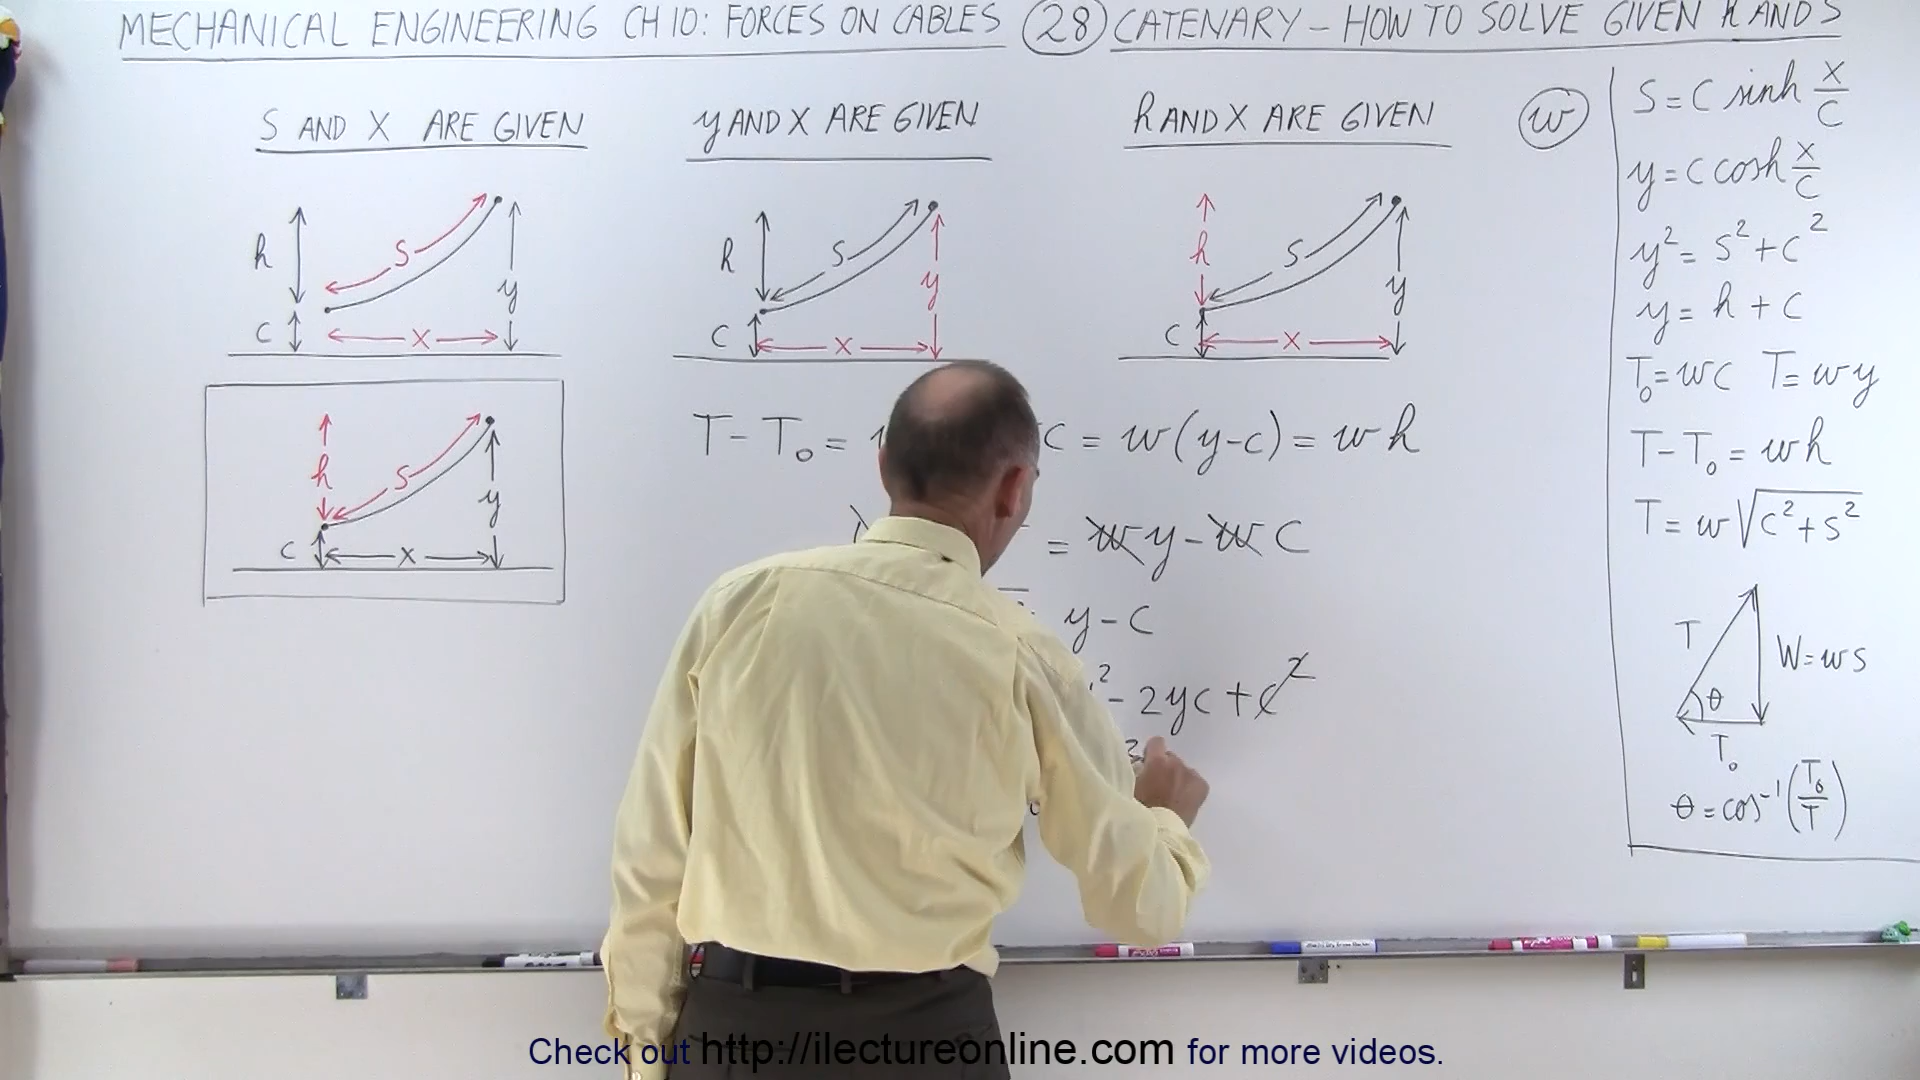 MECHANICAL ENGINEERING CH 10: FORCES ON CABLES 28 CATENARY – HOW TO SOLVE GIVEN h AND S
S AND X ARE GIVEN
h
S
y
C
X
h
S
y
C
X
y AND X ARE GIVEN
h
S
y
C
X
h AND X ARE GIVEN
h
S
y
C
X
T - T₀ =
C = w(y-c) = wh
= wy - wC
y - C
² - 2yc + c²
w
S = C sinh X/C
y = C cosh X/C
y² = S² + C²
y = h + C
T₀ = wC T = wy
T - T₀ = wh
T = w√(C² + S²)
T
W = ws
θ
T₀
θ = cos⁻¹(T₀/T)
Check out http://ilectureonline.com for more videos.